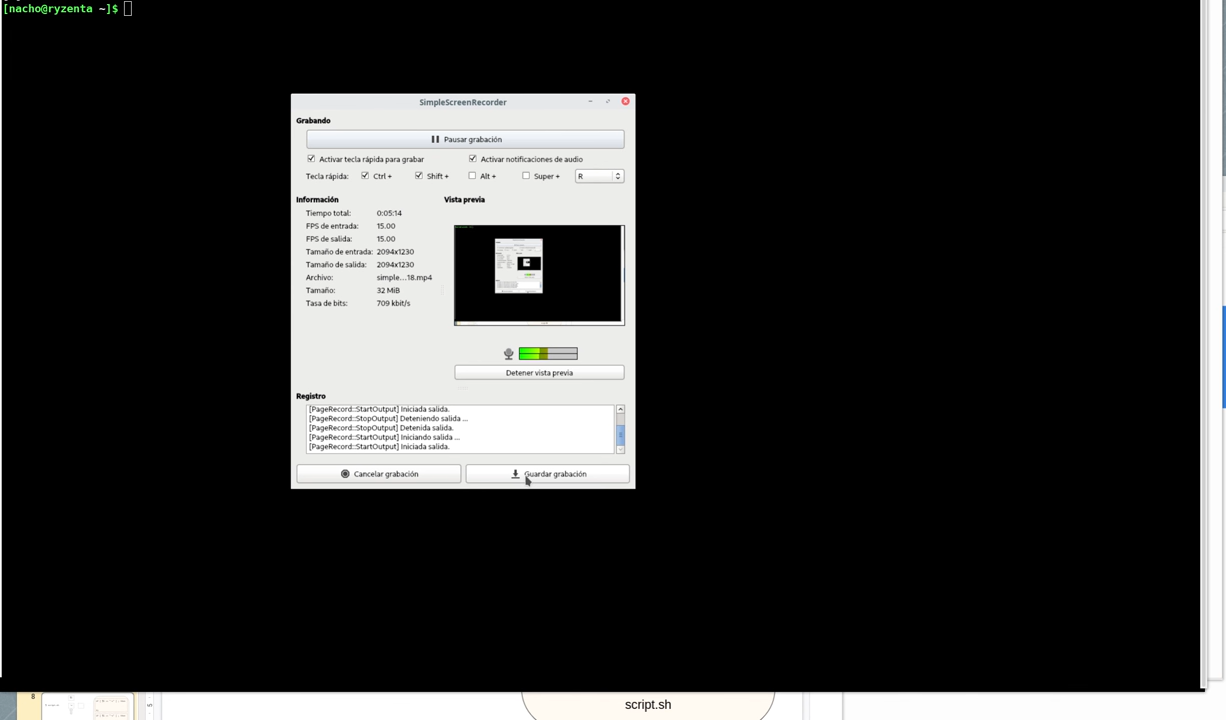 [nacho@ryzenta ~]$
SimpleScreenRecorder
Grabando
Pausar grabación
Activar tecla rápida para grabar
Activar notificaciones de audio
Tecla rápida: Ctrl + Shift + Alt + Super + R
Información
Vista previa
Tiempo total: 0:05:14
FPS de entrada: 15.00
FPS de salida: 15.00
Tamaño de entrada: 2094x1230
Tamaño de salida: 2094x1230
Archivo: simple...18.mp4
Tamaño: 32 MiB
Tasa de bits: 709 kbit/s
Detener vista previa
Registro
[PageRecord::StartOutput] Iniciada salida.
[PageRecord::StopOutput] Deteniendo salida ...
[PageRecord::StopOutput] Detenida salida.
[PageRecord::StartOutput] Iniciando salida ...
[PageRecord::StartOutput] Iniciada salida.
Cancelar grabación
Guardar grabación
8
script.sh